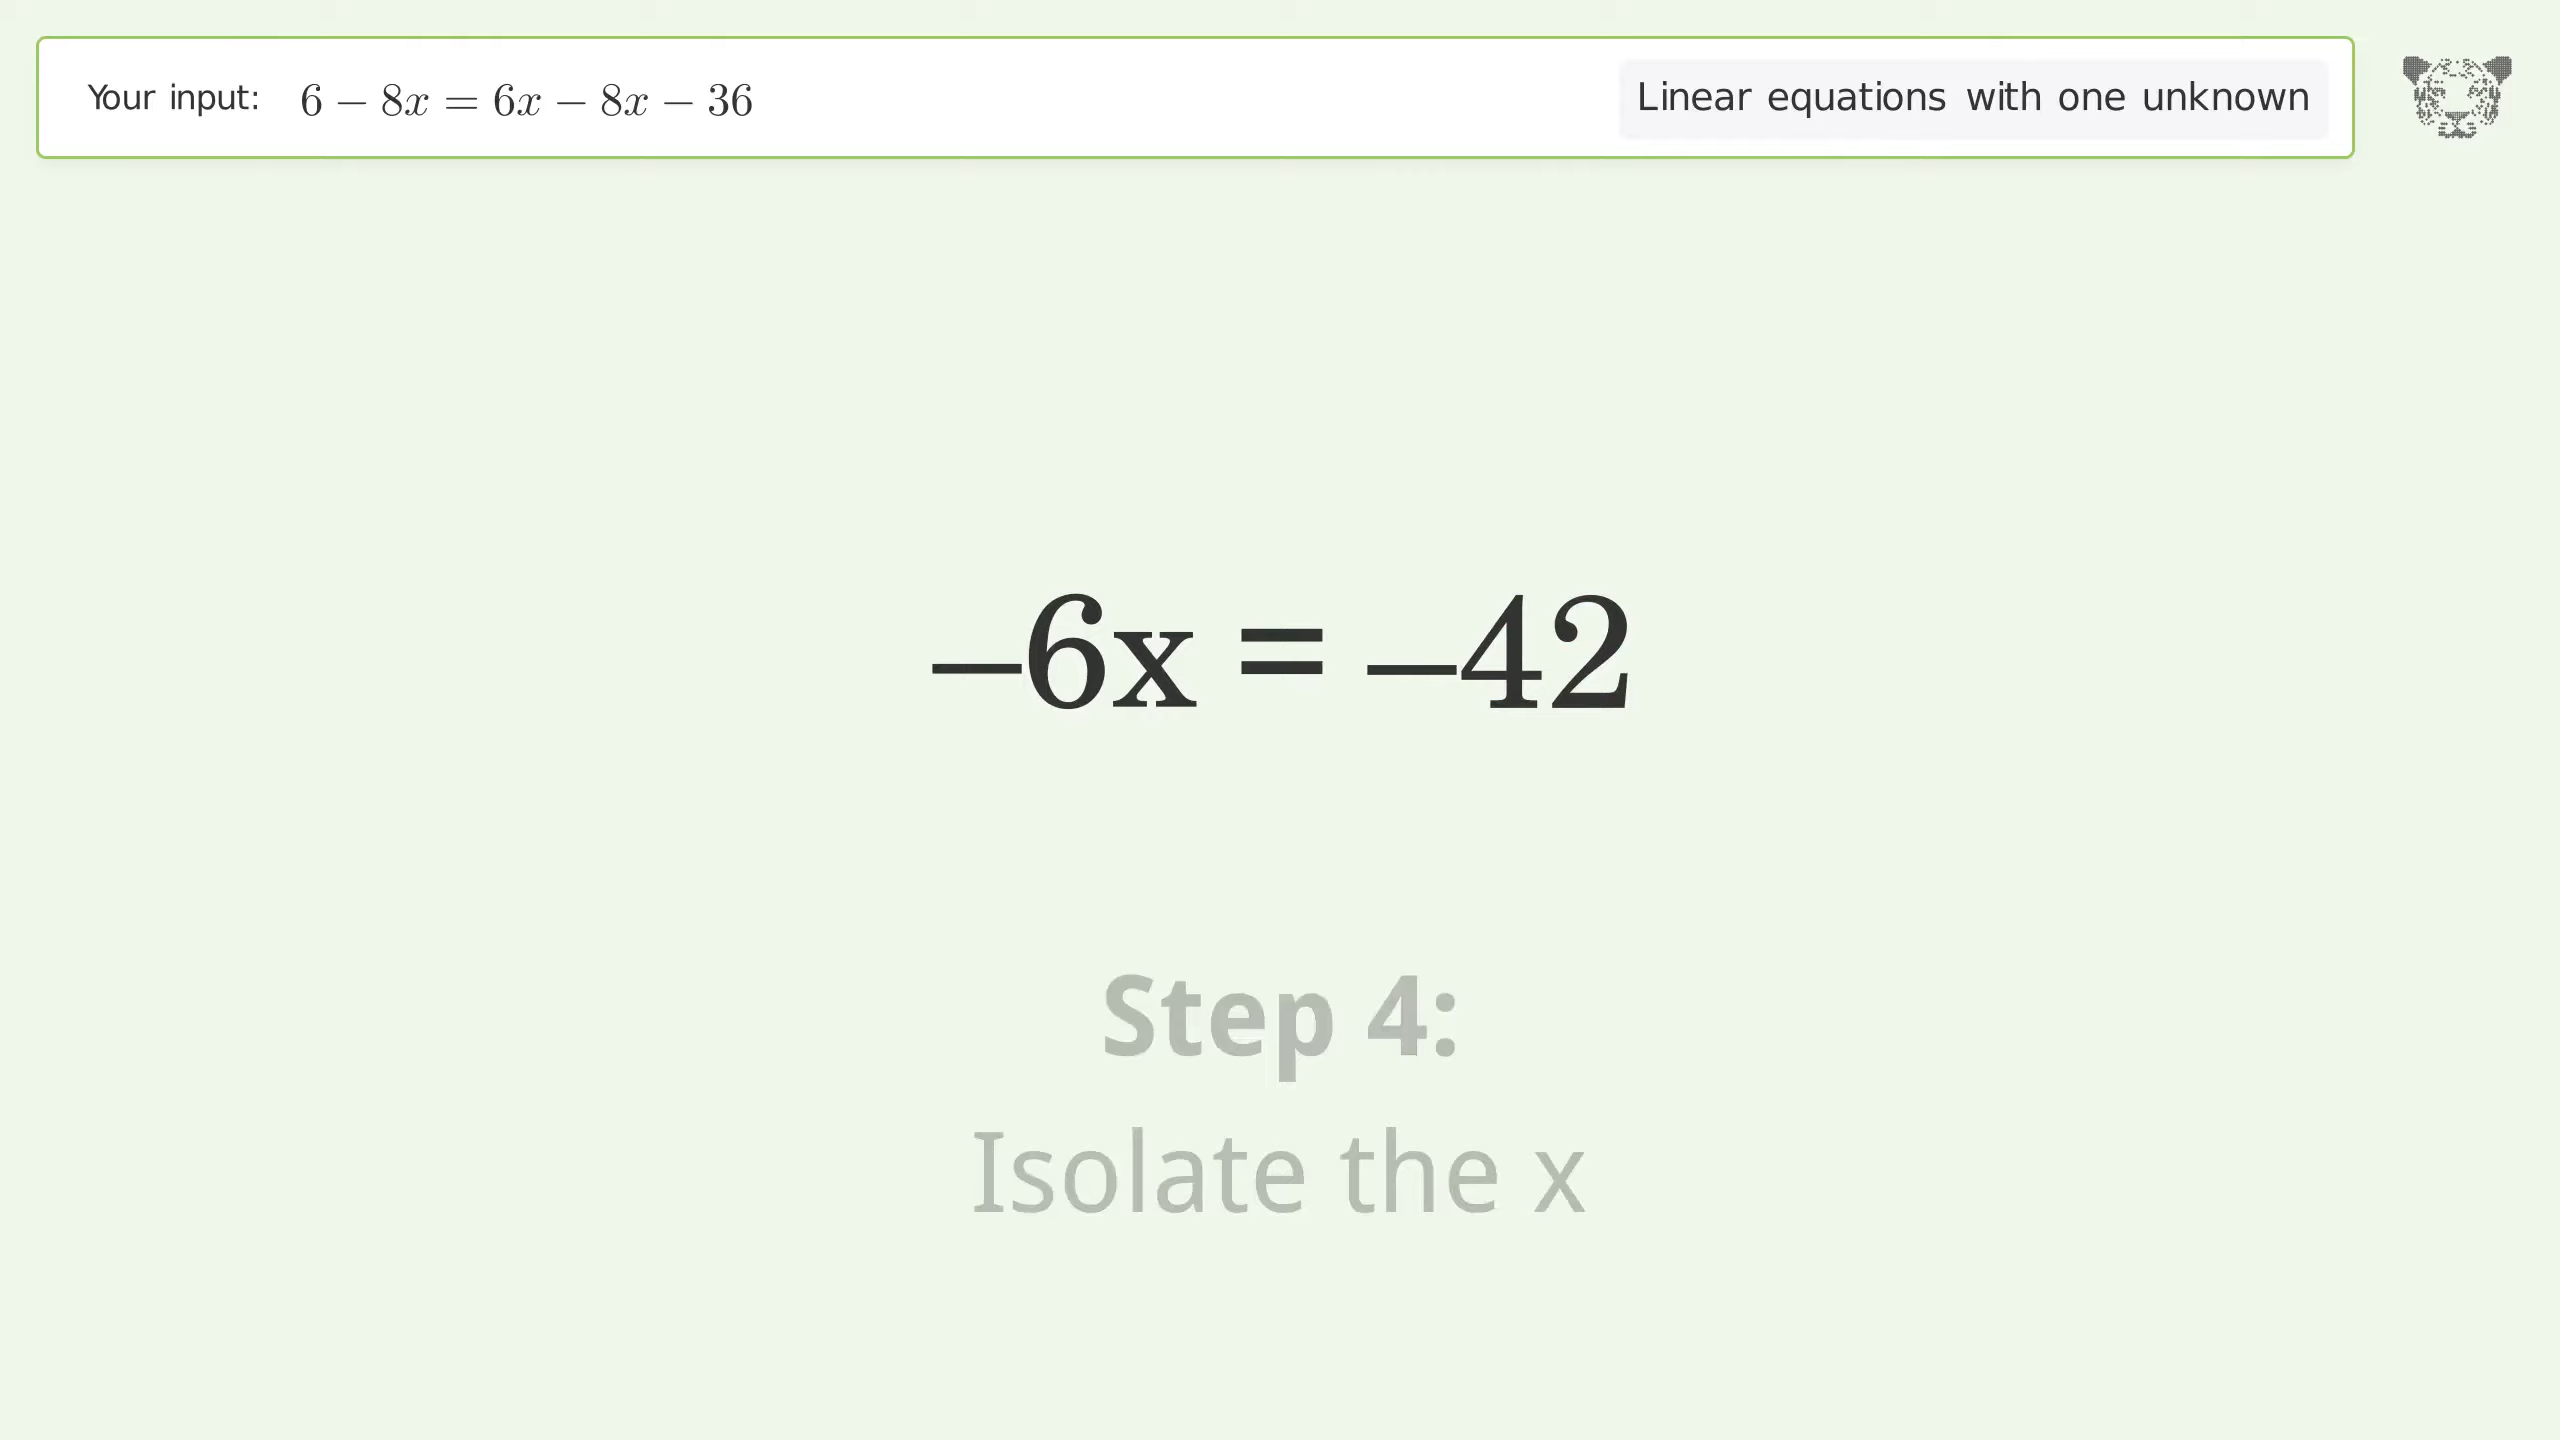 Your input: 6 − 8x = 6x − 8x − 36
Linear equations with one unknown
−6x = −42
Step 4:
Isolate the x